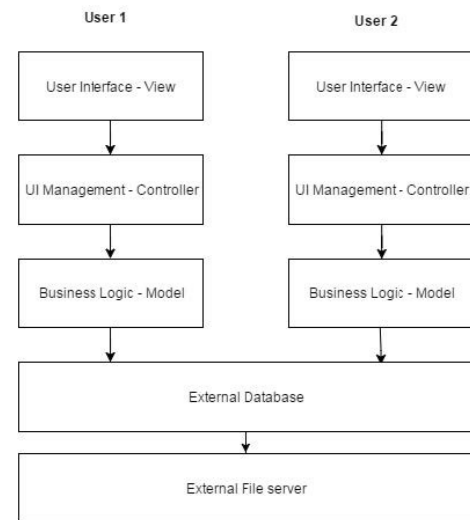 User 1
User 2
User Interface - View
User Interface - View
UI Management - Controller
UI Management - Controller
Business Logic - Model
Business Logic - Model
External Database
External File server